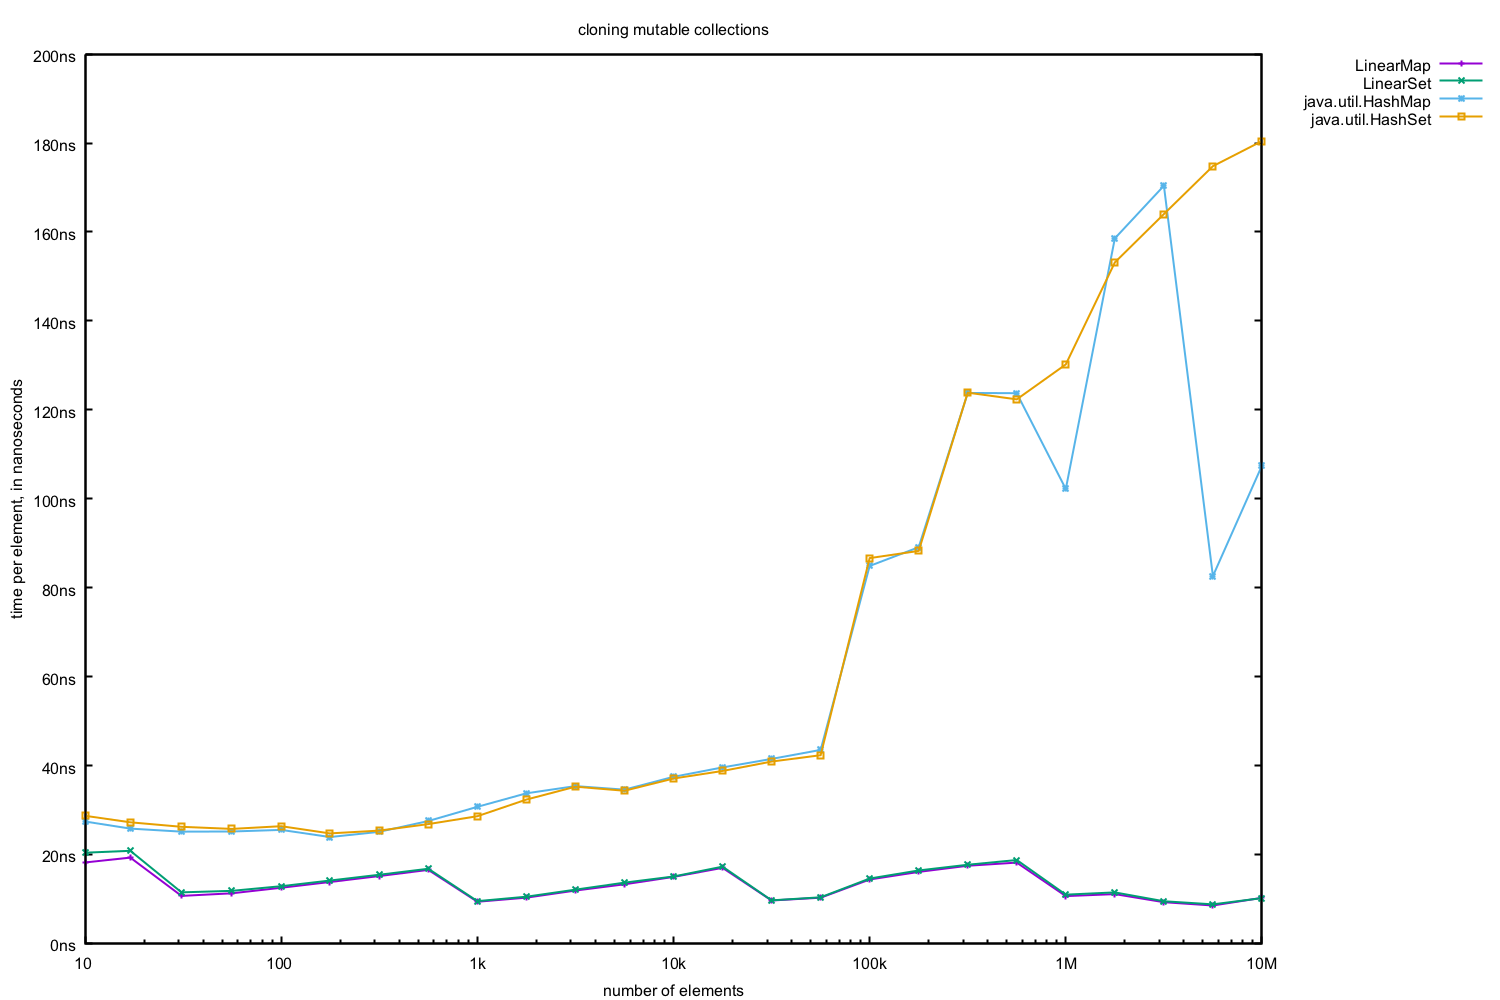 cloning mutable collections
200ns
180ns
160ns
140ns
120ns
100ns
80ns
60ns
40ns
20ns
0ns
time per element, in nanoseconds
10
100
1k
10k
100k
1M
10M
number of elements
LinearMap
LinearSet
java.util.HashMap
java.util.HashSet